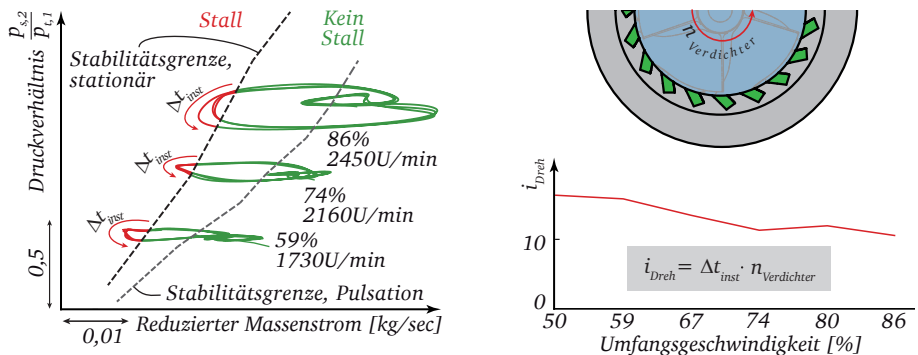 p_{s,2}
p_{t,1}
Druckverhältnis
0,5
Stall
Kein
Stall
Stabilitätsgrenze,
stationär
Δt_{inst}
86%
2450U/min
Δt_{inst}
74%
2160U/min
Δt_{inst}
59%
1730U/min
Stabilitätsgrenze, Pulsation
0,01
Reduzierter Massenstrom [kg/sec]
n_{Verdichter}
i_{Dreh}
10
0
i_{Dreh} = Δt_{inst} · n_{Verdichter}
50 59 67 74 80 86
Umfangsgeschwindigkeit [%]